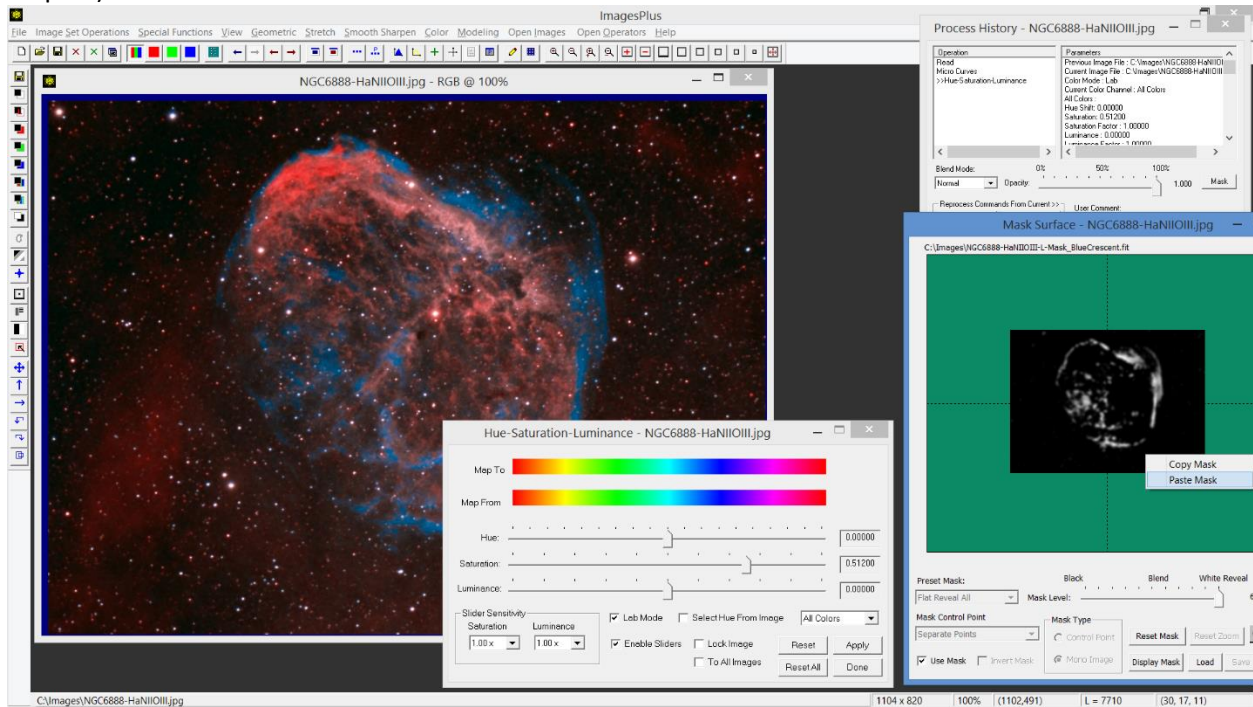 ImagesPlus
File Image Set Operations Special Functions View Geometric Stretch Smooth Sharpen Color Modeling Open Images Open Operators Help
NGC6888-HaNIIOIII.jpg - RGB @ 100%
Process History - NGC6888-HaNIIOIII.jpg
Operation
Read
Micro Curves
>>Hue-Saturation-Luminance
Parameters
Previous Image File : C:\Images\NGC6888-HaNIIOI
Current Image File : C:\Images\NGC6888-HaNIIOIII
Color Mode : Lab
Current Color Channel : All Colors
All Colors :
Hue Shift: 0.00000
Saturation: 0.51200
Saturation Factor : 1.00000
Luminance : 0.00000
Luminance Factor : 1.00000
Blend Mode: 0% 50% 100%
Normal Opacity: 1.000 Mask
Reprocess Commands From Current >> User Comment:
Mask Surface - NGC6888-HaNIIOIII.jpg
C:\Images\NGC6888-HaNIIOIII-L-Mask_BlueCrescent.fit
Copy Mask
Paste Mask
Preset Mask: Black Blend White Reveal
Flat Reveal All Mask Level:
Mask Control Point Mask Type
Separate Points Control Point Reset Mask Reset Zoom
Use Mask Invert Mask Mono Image Display Mask Load Save
Hue-Saturation-Luminance - NGC6888-HaNIIOIII.jpg
Map To
Map From
Hue: 0.00000
Saturation: 0.51200
Luminance: 0.00000
Slider Sensitivity
Saturation Luminance
1.00 x 1.00 x
Lab Mode Select Hue From Image All Colors
Enable Sliders Lock Image Reset Apply
To All Images Reset All Done
C:\Images\NGC6888-HaNIIOIII.jpg 1104 x 820 100% (1102,491) L = 7710 (30, 17, 11)